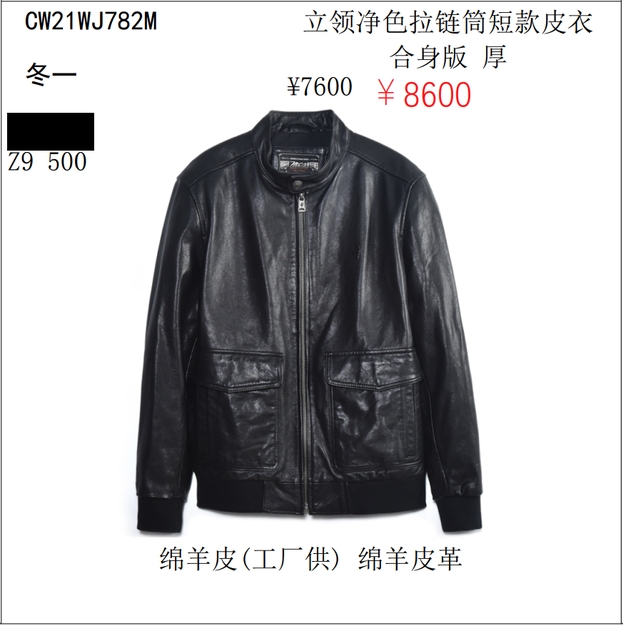 CW21WJ782M
立领净色拉链筒短款皮衣
合身版 厚
冬一
¥7600
¥8600
Z9 500
绵羊皮(工厂供) 绵羊皮革